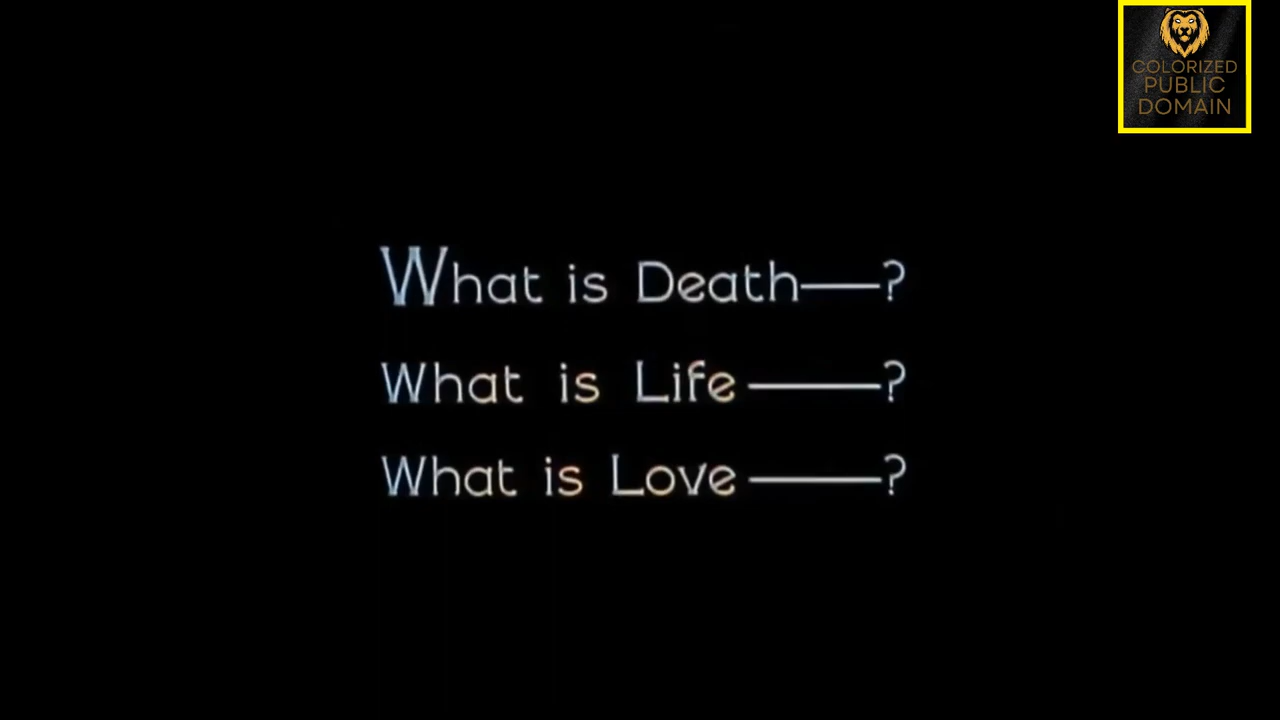 COLORIZED
PUBLIC
DOMAIN
What is Death——?
What is Life——?
What is Love——?